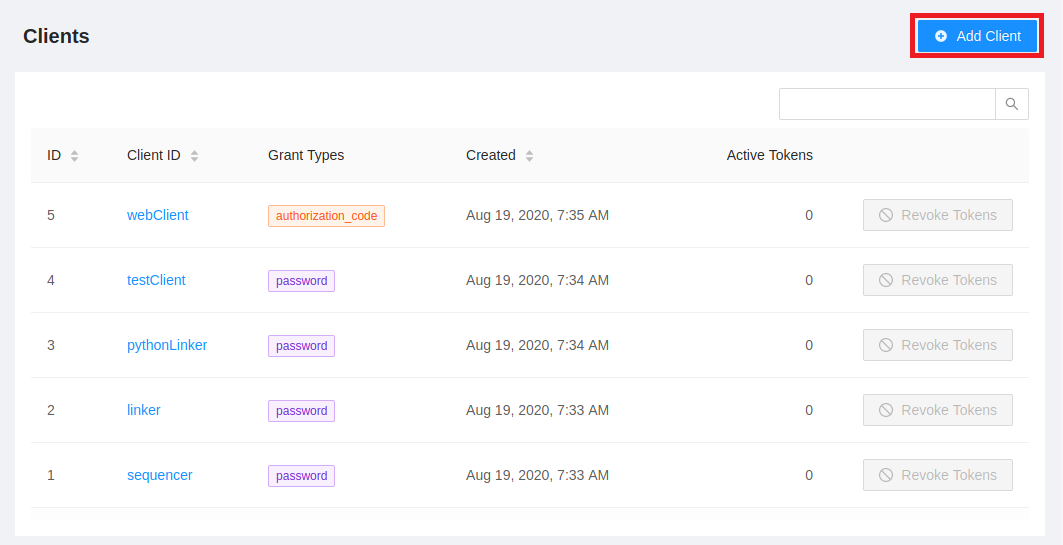 Clients
Add Client
ID Client ID Grant Types Created Active Tokens
5 webClient authorization_code Aug 19, 2020, 7:35 AM 0 Revoke Tokens
4 testClient password Aug 19, 2020, 7:34 AM 0 Revoke Tokens
3 pythonLinker password Aug 19, 2020, 7:34 AM 0 Revoke Tokens
2 linker password Aug 19, 2020, 7:33 AM 0 Revoke Tokens
1 sequencer password Aug 19, 2020, 7:33 AM 0 Revoke Tokens